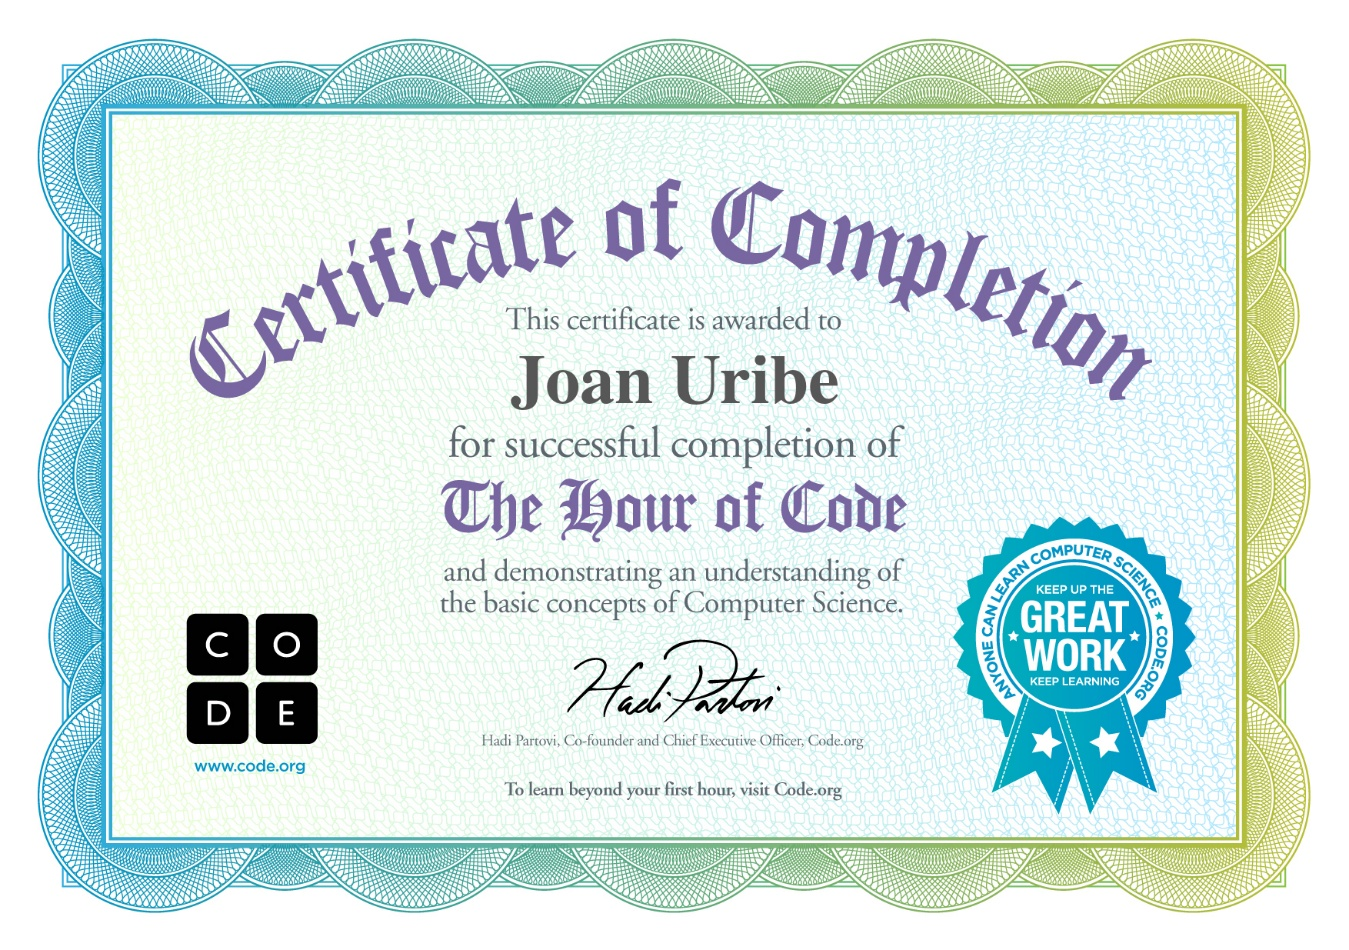 Certificate of Completion
This certificate is awarded to
Joan Uribe
for successful completion of
The Hour of Code
and demonstrating an understanding of
the basic concepts of Computer Science.
Hadi Partovi
Hadi Partovi, Co-founder and Chief Executive Officer, Code.org
To learn beyond your first hour, visit Code.org
C O
D E
www.code.org
ANYONE CAN LEARN COMPUTER SCIENCE ★ CODE.ORG
KEEP UP THE
GREAT
WORK
KEEP LEARNING